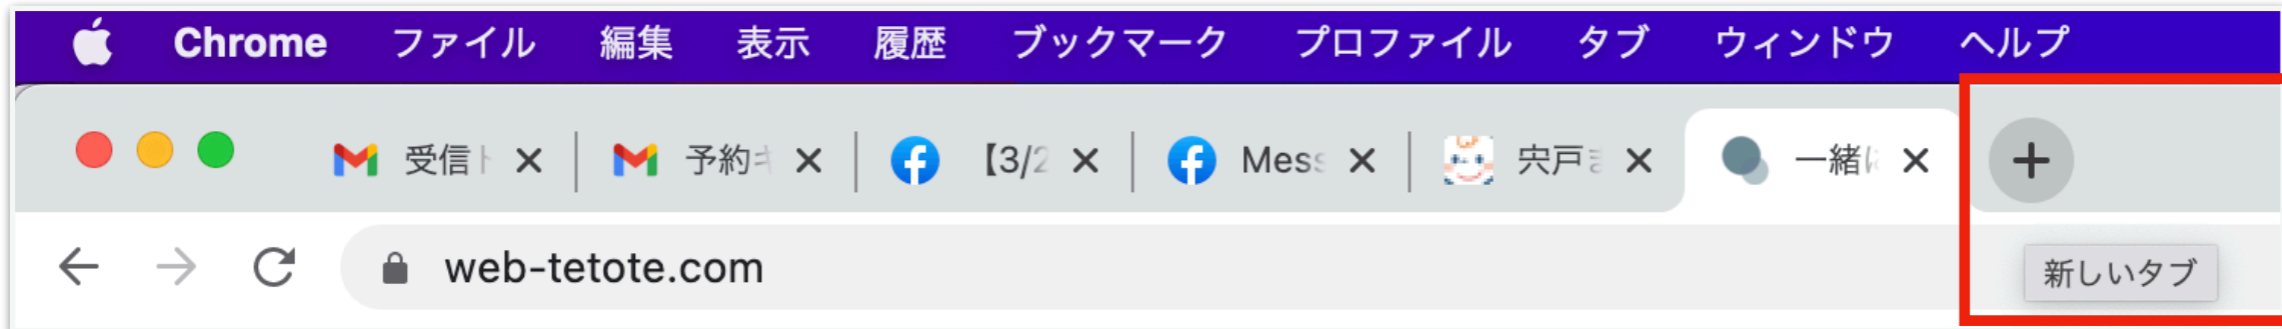 Chrome ファイル 編集 表示 履歴 ブックマーク プロファイル タブ ウィンドウ ヘルプ
受信 予約 【3/2 Mess 宍戸 一緒に
web-tetote.com
新しいタブ